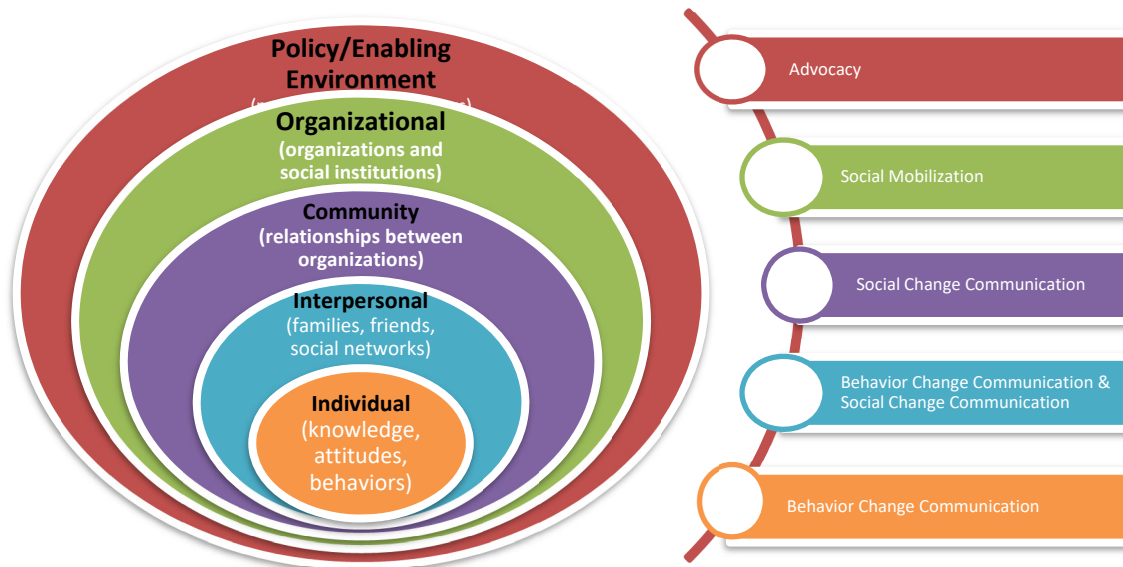 Policy/Enabling
Environment
Organizational
(organizations and
social institutions)
Community
(relationships between
organizations)
Interpersonal
(families, friends,
social networks)
Individual
(knowledge,
attitudes,
behaviors)
Advocacy
Social Mobilization
Social Change Communication
Behavior Change Communication &
Social Change Communication
Behavior Change Communication